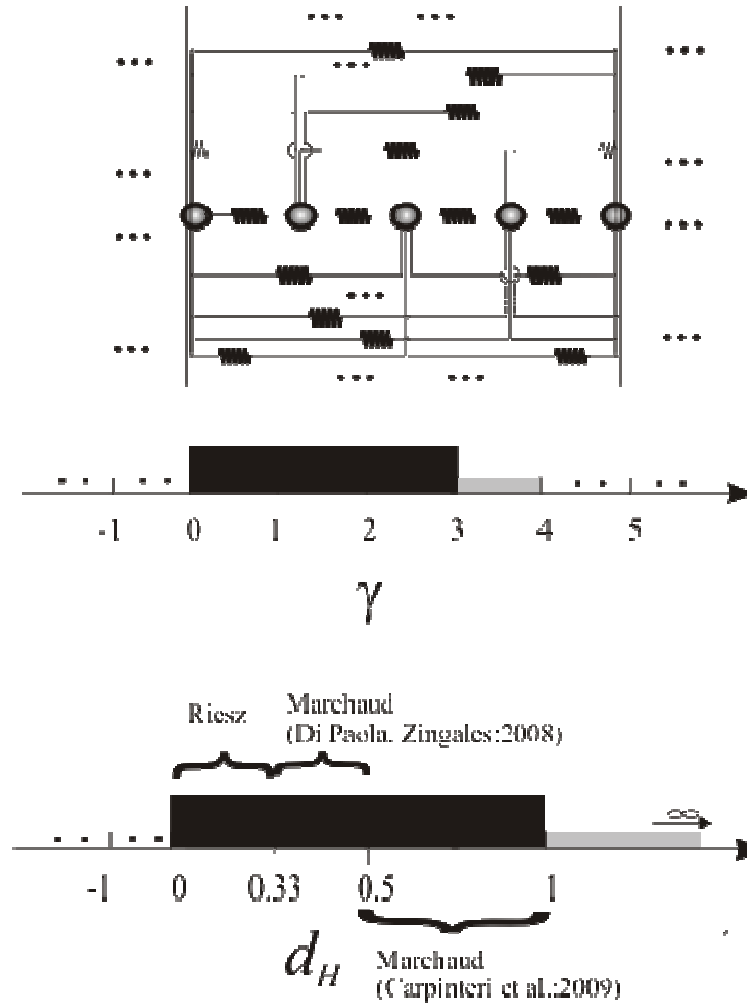 -1 0 1 2 3 4 5
γ
Riesz
Marchaud
(Di Paola, Zingales:2008)
∞
-1 0 0.33 0.5 1
d_H
Marchaud
(Carpinteri et al.:2009)